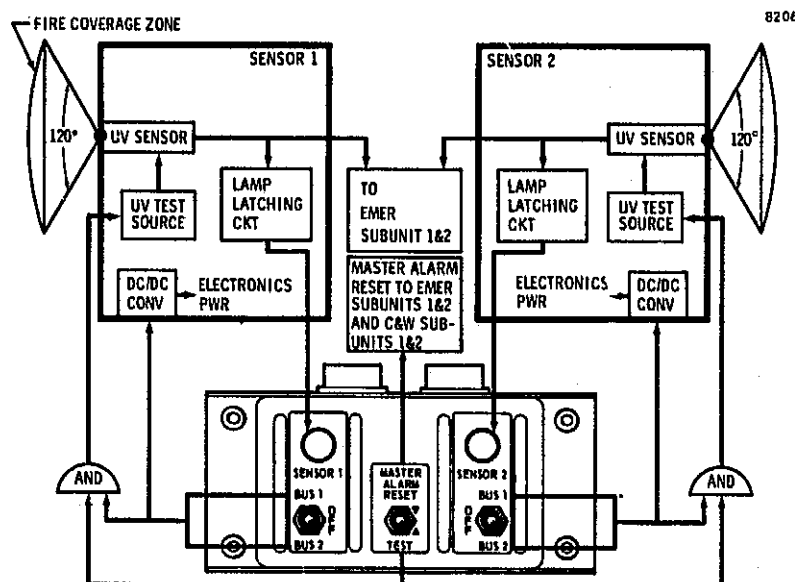 8206
FIRE COVERAGE ZONE
SENSOR 1
SENSOR 2
120°
UV SENSOR
UV SENSOR
120°
LAMP
LATCHING
CKT
TO
EMER
SUBUNIT 1&2
LAMP
LATCHING
CKT
UV TEST
SOURCE
UV TEST
SOURCE
MASTER ALARM
RESET TO EMER
SUBUNITS 1&2
AND C&W SUB-
UNITS 1&2
DC/DC
CONV
ELECTRONICS
PWR
ELECTRONICS
PWR
DC/DC
CONV
AND
SENSOR 1
BUS 1
OFF
BUS 2
MASTER
ALARM
RESET
TEST
SENSOR 2
BUS 1
OFF
BUS 2
AND